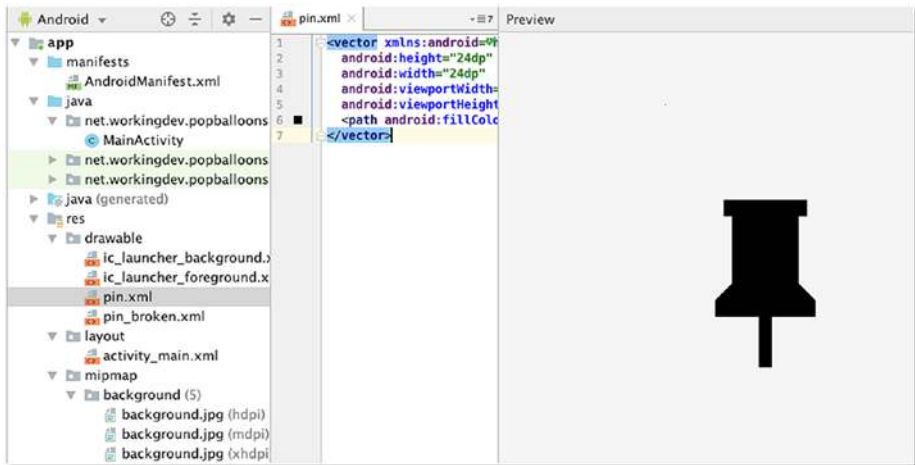 Android
app
manifests
AndroidManifest.xml
java
net.workingdev.popballoons
MainActivity
net.workingdev.popballoons
net.workingdev.popballoons
java (generated)
res
drawable
ic_launcher_background.x
ic_launcher_foreground.x
pin.xml
pin_broken.xml
layout
activity_main.xml
mipmap
background (5)
background.jpg (hdpi)
background.jpg (mdpi)
background.jpg (xhdpi
pin.xml
7
1 <vector xmlns:android="h
2 android:height="24dp"
3 android:width="24dp"
4 android:viewportWidth=
5 android:viewportHeight
6 <path android:fillColo
7 </vector>
Preview